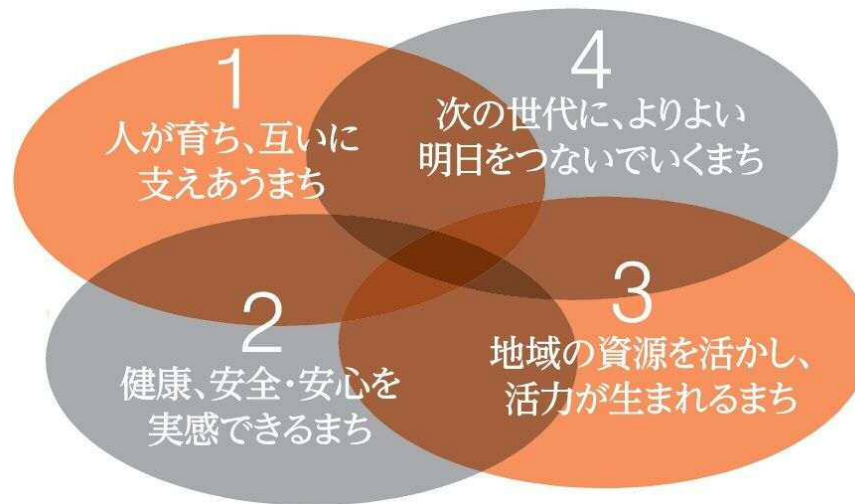 1
人が育ち、互いに
支えあうまち
4
次の世代に、よりよい
明日をつないでいくまち
2
健康、安全・安心を
実感できるまち
3
地域の資源を活かし、
活力が生まれるまち